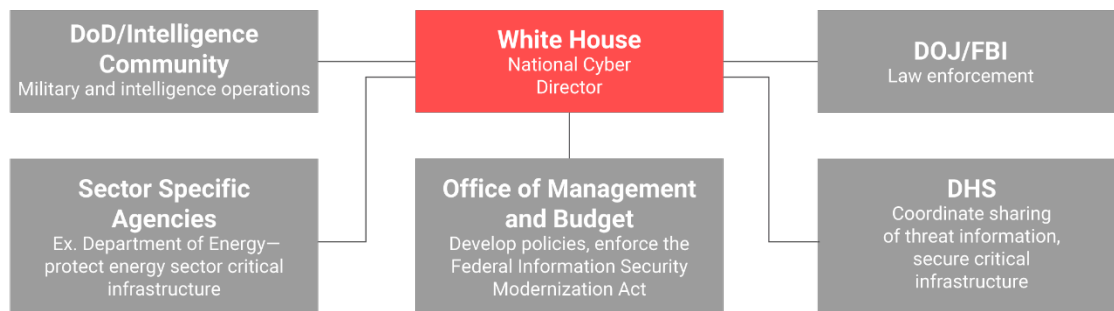 DoD/Intelligence
Community
Military and intelligence operations
White House
National Cyber
Director
DOJ/FBI
Law enforcement
Sector Specific
Agencies
Ex. Department of Energy—
protect energy sector critical
infrastructure
Office of Management
and Budget
Develop policies, enforce the
Federal Information Security
Modernization Act
DHS
Coordinate sharing
of threat information,
secure critical
infrastructure